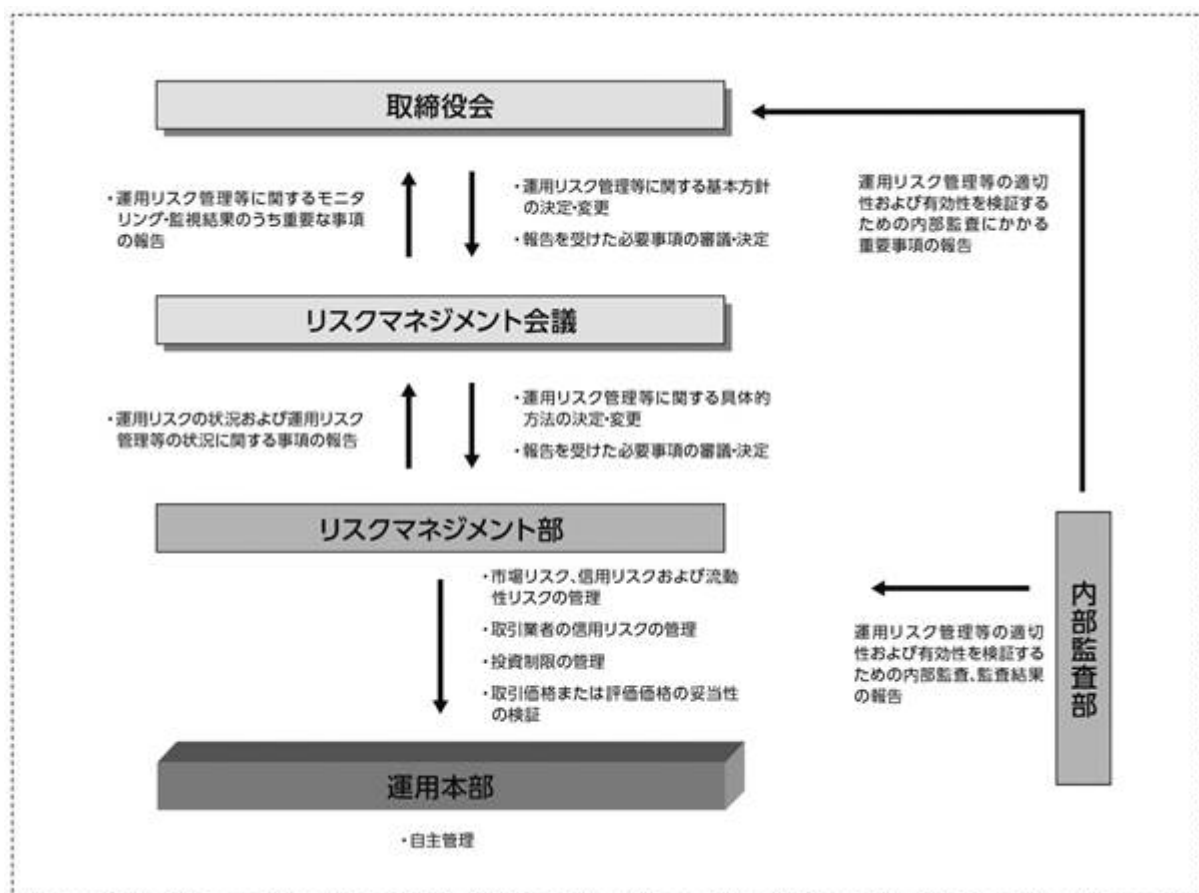 取締役会
・運用リスク管理等に関するモニタ
リング・監視結果のうち重要な事項
の報告
・運用リスク管理等に関する基本方針
の決定・変更
・報告を受けた必要事項の審議・決定
運用リスク管理等の適切
性および有効性を検証する
ための内部監査にかかる
重要事項の報告
リスクマネジメント会議
・運用リスクの状況および運用リスク
管理等の状況に関する事項の報告
・運用リスク管理等に関する具体的
方法の決定・変更
・報告を受けた必要事項の審議・決定
リスクマネジメント部
・市場リスク、信用リスクおよび流動
性リスクの管理
・取引業者の信用リスクの管理
・投資制限の管理
・取引価格または評価価格の妥当性
の検証
運用リスク管理等の適切
性および有効性を検証する
ための内部監査、監査結果
の報告
内部監査部
運用本部
・自主管理